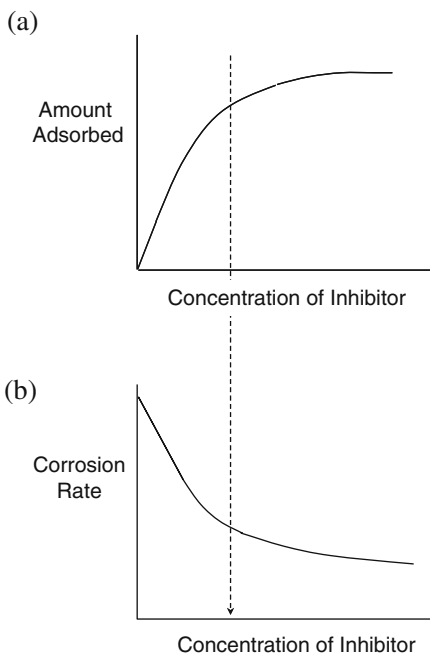 (a)
Amount
Adsorbed
Concentration of Inhibitor
(b)
Corrosion
Rate
Concentration of Inhibitor